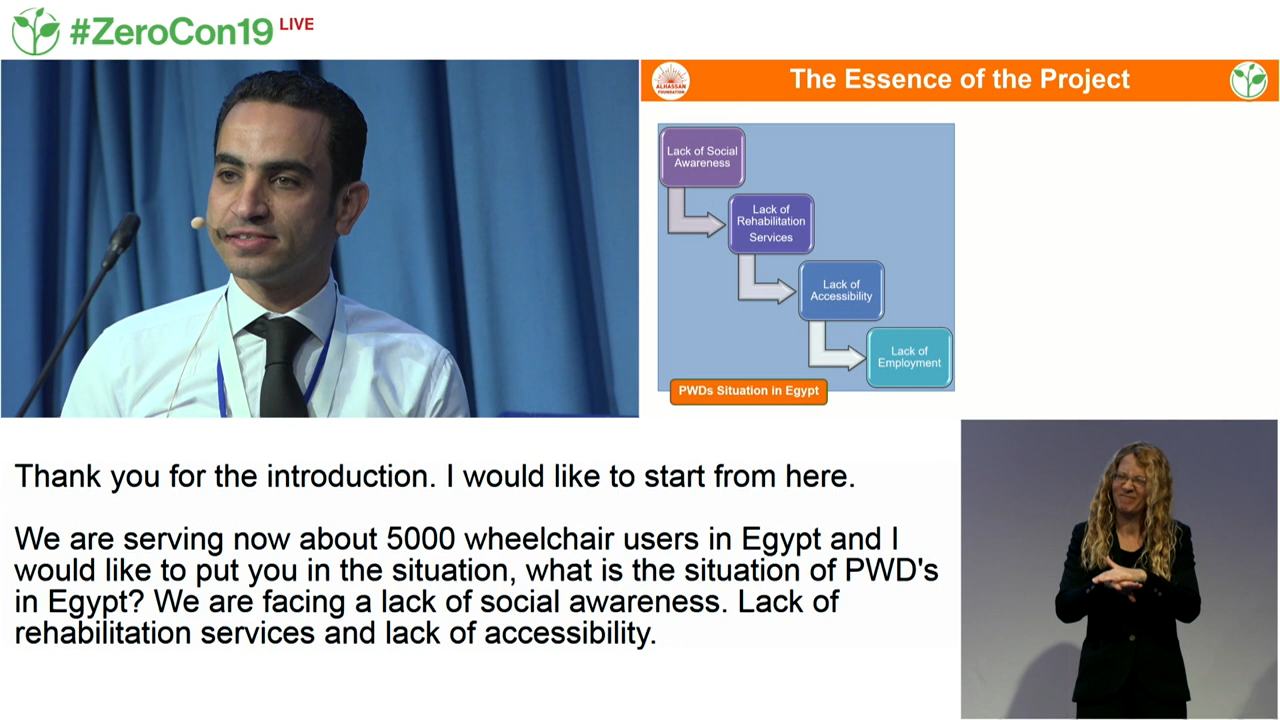 #ZeroCon19 LIVE
ALHASSAN
FOUNDATION
The Essence of the Project
Lack of Social
Awareness
Lack of
Rehabilitation
Services
Lack of
Accessibility
Lack of
Employment
PWDs Situation in Egypt
Thank you for the introduction. I would like to start from here.
We are serving now about 5000 wheelchair users in Egypt and I
would like to put you in the situation, what is the situation of PWD's
in Egypt? We are facing a lack of social awareness. Lack of
rehabilitation services and lack of accessibility.